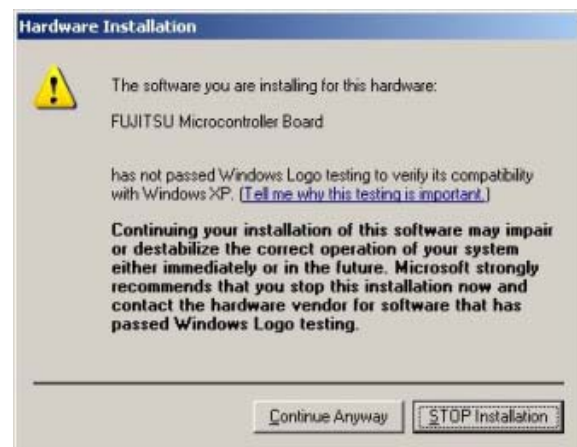 Hardware Installation
The software you are installing for this hardware:
FUJITSU Microcontroller Board
has not passed Windows Logo testing to verify its compatibility
with Windows XP. (Tell me why this testing is important.)
Continuing your installation of this software may impair
or destabilize the correct operation of your system
either immediately or in the future. Microsoft strongly
recommends that you stop this installation now and
contact the hardware vendor for software that has
passed Windows Logo testing.
Continue Anyway
STOP Installation